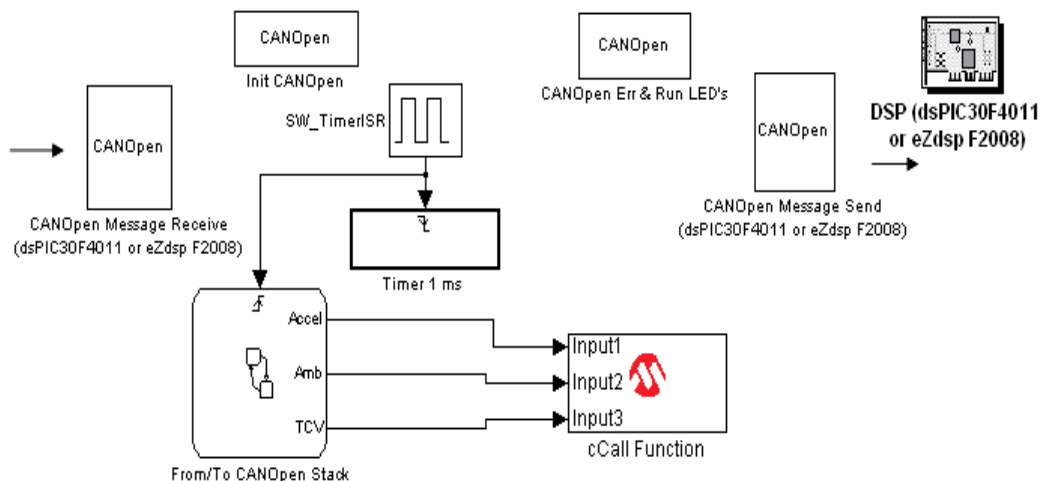 CANOpen
Init CANOpen
CANOpen
CANOpen Err & Run LED's
DSP (dsPIC30F4011
or eZdsp F2008)
SW_TimerISR
CANOpen
CANOpen Message Receive
(dsPIC30F4011 or eZdsp F2008)
CANOpen
CANOpen Message Send
(dsPIC30F4011 or eZdsp F2008)
Timer 1 ms
Accel
Amb
TCV
From/To CANOpen Stack
Input1
Input2
Input3
cCall Function